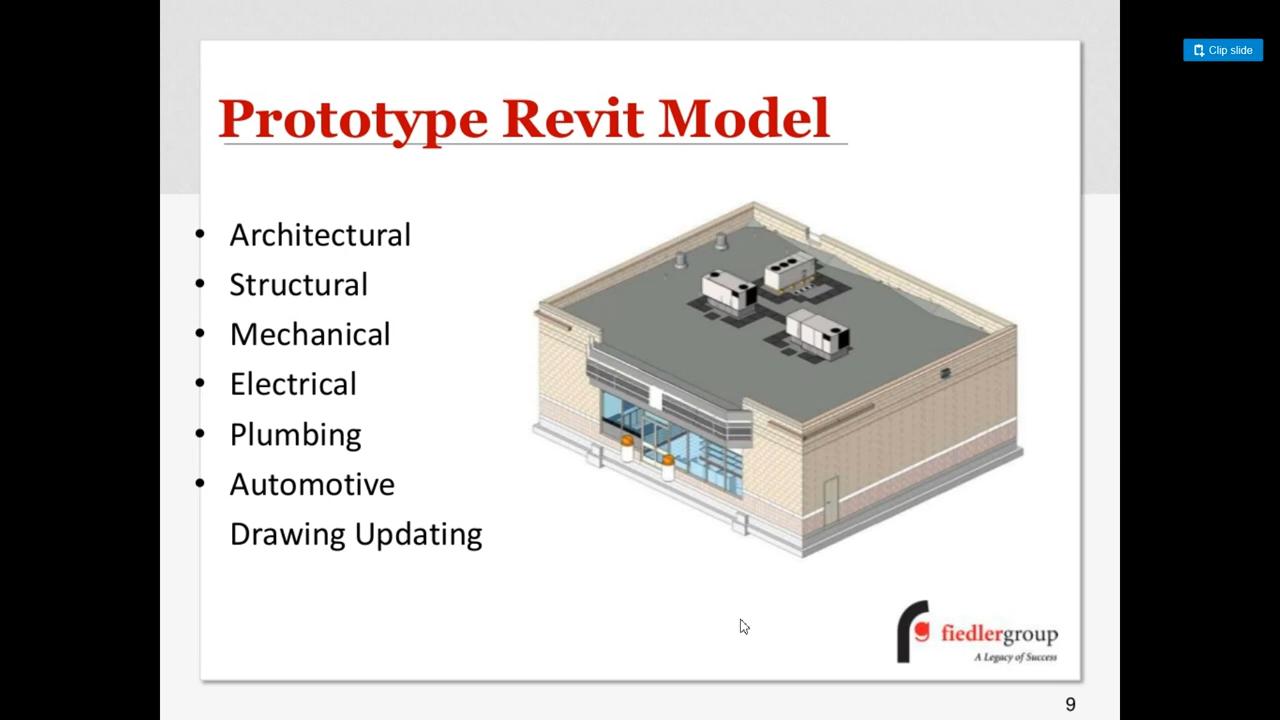 Clip slide
Prototype Revit Model
• Architectural
• Structural
• Mechanical
• Electrical
• Plumbing
• Automotive
Drawing Updating
fiedlergroup
A Legacy of Success
9